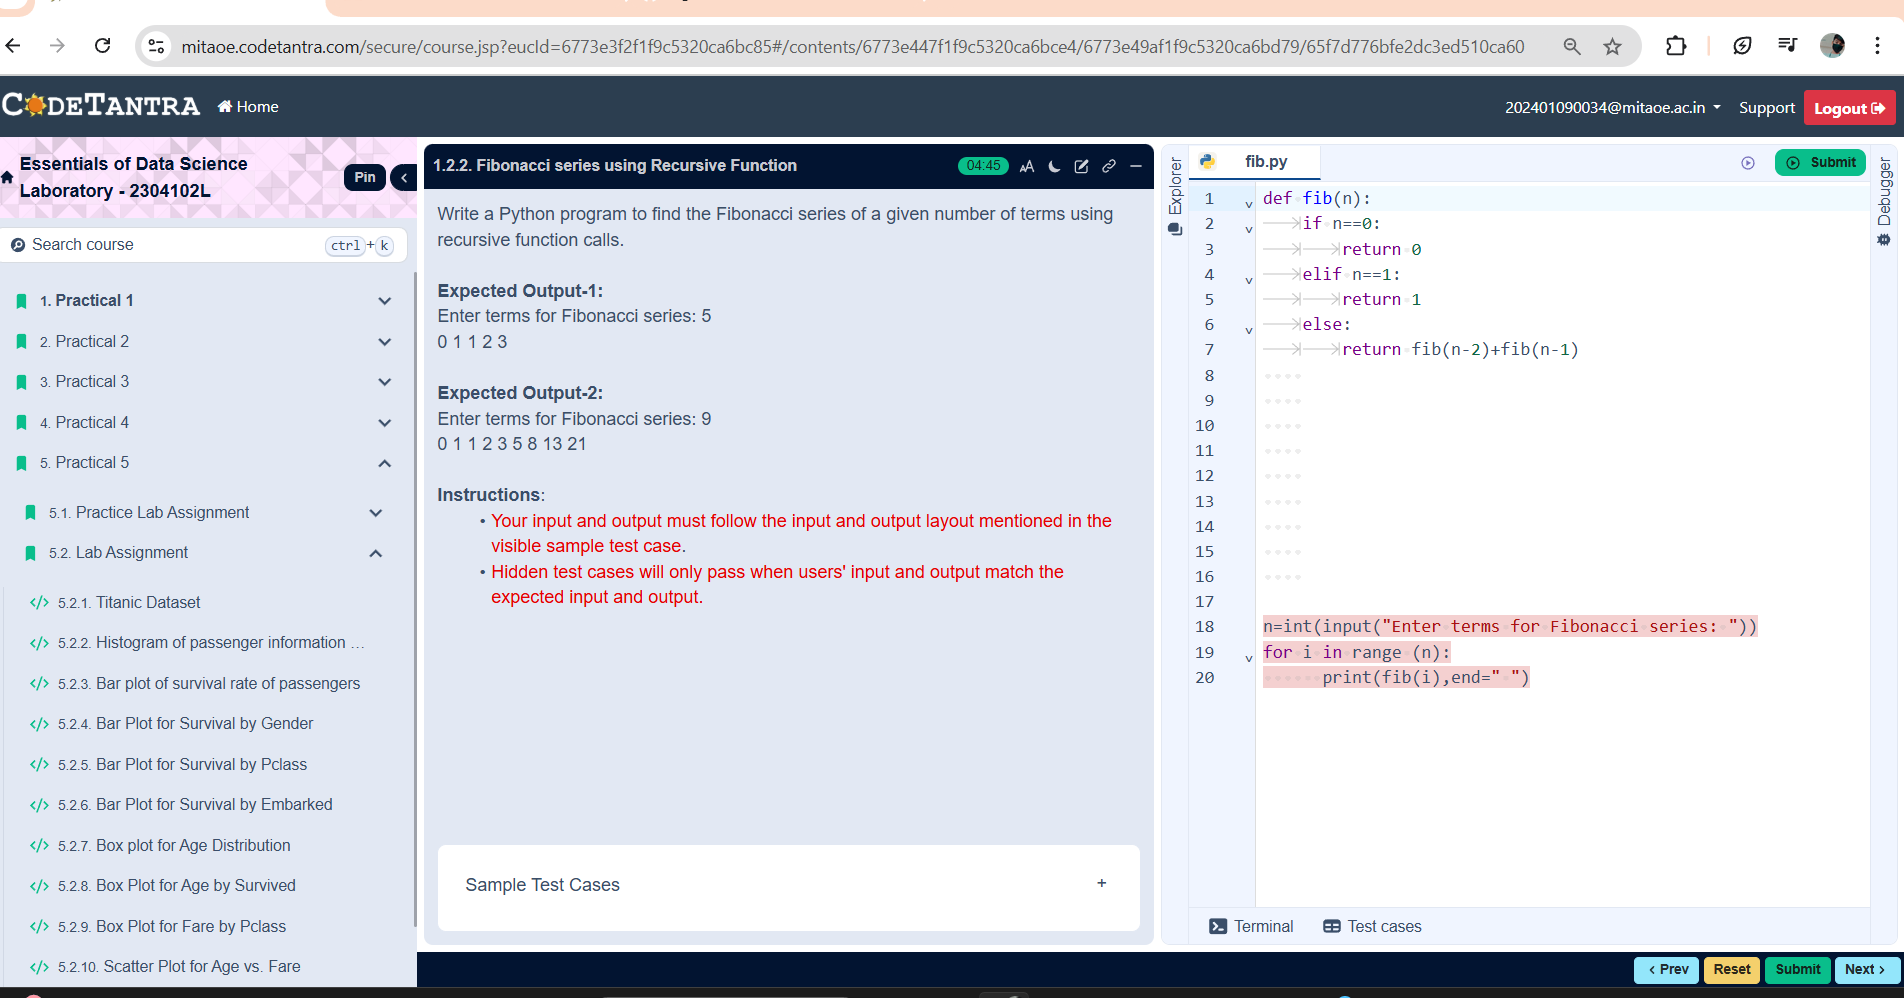 mitaoe.codetantra.com/secure/course.jsp?eucId=6773e3f2f1f9c5320ca6bc85#/contents/6773e447f1f9c5320ca6bce4/6773e49af1f9c5320ca6bd79/65f7d776bfe2dc3ed510ca60
CODETANTRA
Home
202401090034@mitaoe.ac.in
Support
Logout
Essentials of Data Science
Laboratory - 2304102L
Pin
Search course
ctrl + k
1. Practical 1
2. Practical 2
3. Practical 3
4. Practical 4
5. Practical 5
5.1. Practice Lab Assignment
5.2. Lab Assignment
5.2.1. Titanic Dataset
5.2.2. Histogram of passenger information ...
5.2.3. Bar plot of survival rate of passengers
5.2.4. Bar Plot for Survival by Gender
5.2.5. Bar Plot for Survival by Pclass
5.2.6. Bar Plot for Survival by Embarked
5.2.7. Box plot for Age Distribution
5.2.8. Box Plot for Age by Survived
5.2.9. Box Plot for Fare by Pclass
5.2.10. Scatter Plot for Age vs. Fare
1.2.2. Fibonacci series using Recursive Function
04:45
AA
Write a Python program to find the Fibonacci series of a given number of terms using
recursive function calls.
Expected Output-1:
Enter terms for Fibonacci series: 5
0 1 1 2 3
Expected Output-2:
Enter terms for Fibonacci series: 9
0 1 1 2 3 5 8 13 21
Instructions:
• Your input and output must follow the input and output layout mentioned in the
visible sample test case.
• Hidden test cases will only pass when users' input and output match the
expected input and output.
Sample Test Cases
+
Explorer
fib.py
Submit
Debugger
1 def fib(n):
2 if n==0:
3 return 0
4 elif n==1:
5 return 1
6 else:
7 return fib(n-2)+fib(n-1)
8
9
10
11
12
13
14
15
16
17
18 n=int(input("Enter terms for Fibonacci series: "))
19 for i in range (n):
20 print(fib(i),end=" ")
Terminal
Test cases
< Prev
Reset
Submit
Next >